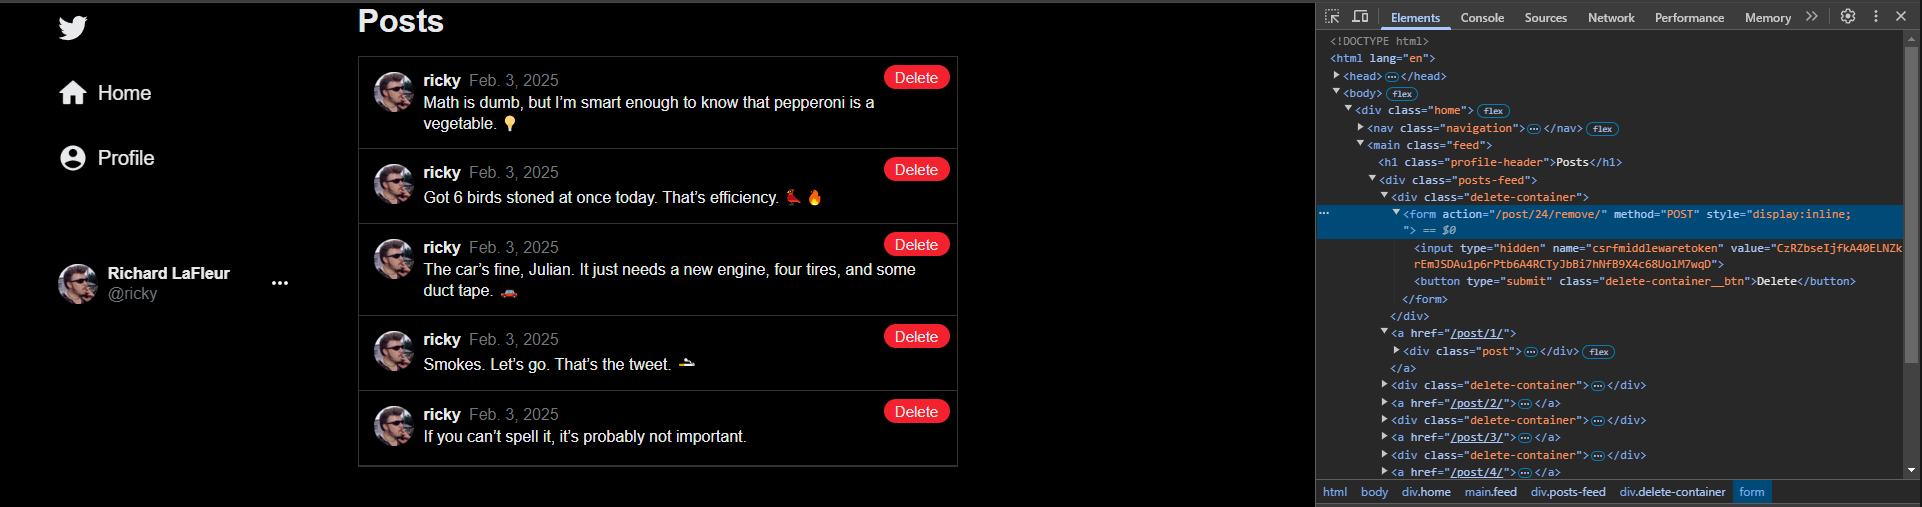 Posts
Home
Profile
Richard LaFleur
@ricky
ricky Feb. 3, 2025
Delete
Math is dumb, but I’m smart enough to know that pepperoni is a
vegetable. 💡
ricky Feb. 3, 2025
Delete
Got 6 birds stoned at once today. That’s efficiency. 🐦 🔥
ricky Feb. 3, 2025
Delete
The car’s fine, Julian. It just needs a new engine, four tires, and some
duct tape. 🚗
ricky Feb. 3, 2025
Delete
Smokes. Let’s go. That’s the tweet. 🚬
ricky Feb. 3, 2025
Delete
If you can’t spell it, it’s probably not important.
Elements Console Sources Network Performance Memory
<!DOCTYPE html>
<html lang="en">
<head> ⋯ </head>
<body> flex
<div class="home"> flex
<nav class="navigation"> ⋯ </nav> flex
<main class="feed">
<h1 class="profile-header">Posts</h1>
<div class="posts-feed">
<div class="delete-container">
<form action="/post/24/remove/" method="POST" style="display:inline;
"> == $0
<input type="hidden" name="csrfmiddlewaretoken" value="CzRZbseIjfkA40ELNZk
rEmJSDAu1p6rPtb6A4RCTyJbBi7hNfB9X4c68Uo1M7wqD">
<button type="submit" class="delete-container__btn">Delete</button>
</form>
</div>
<a href="/post/1/">
<div class="post"> ⋯ </div> flex
</a>
<div class="delete-container"> ⋯ </div>
<a href="/post/2/"> ⋯ </a>
<div class="delete-container"> ⋯ </div>
<a href="/post/3/"> ⋯ </a>
<div class="delete-container"> ⋯ </div>
<a href="/post/4/"> ⋯ </a>
html body div.home main.feed div.posts-feed div.delete-container form